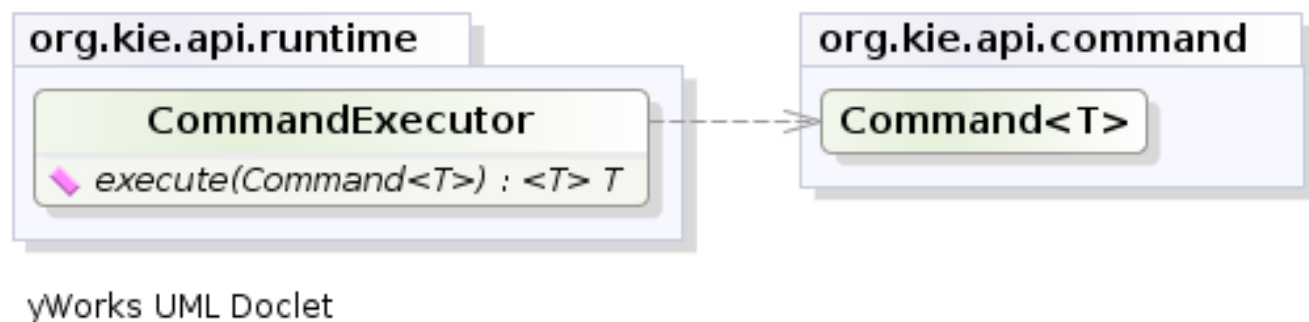 org.kie.api.runtime
org.kie.api.command
CommandExecutor
Command<T>
execute(Command<T>) : <T> T
yWorks UML Doclet